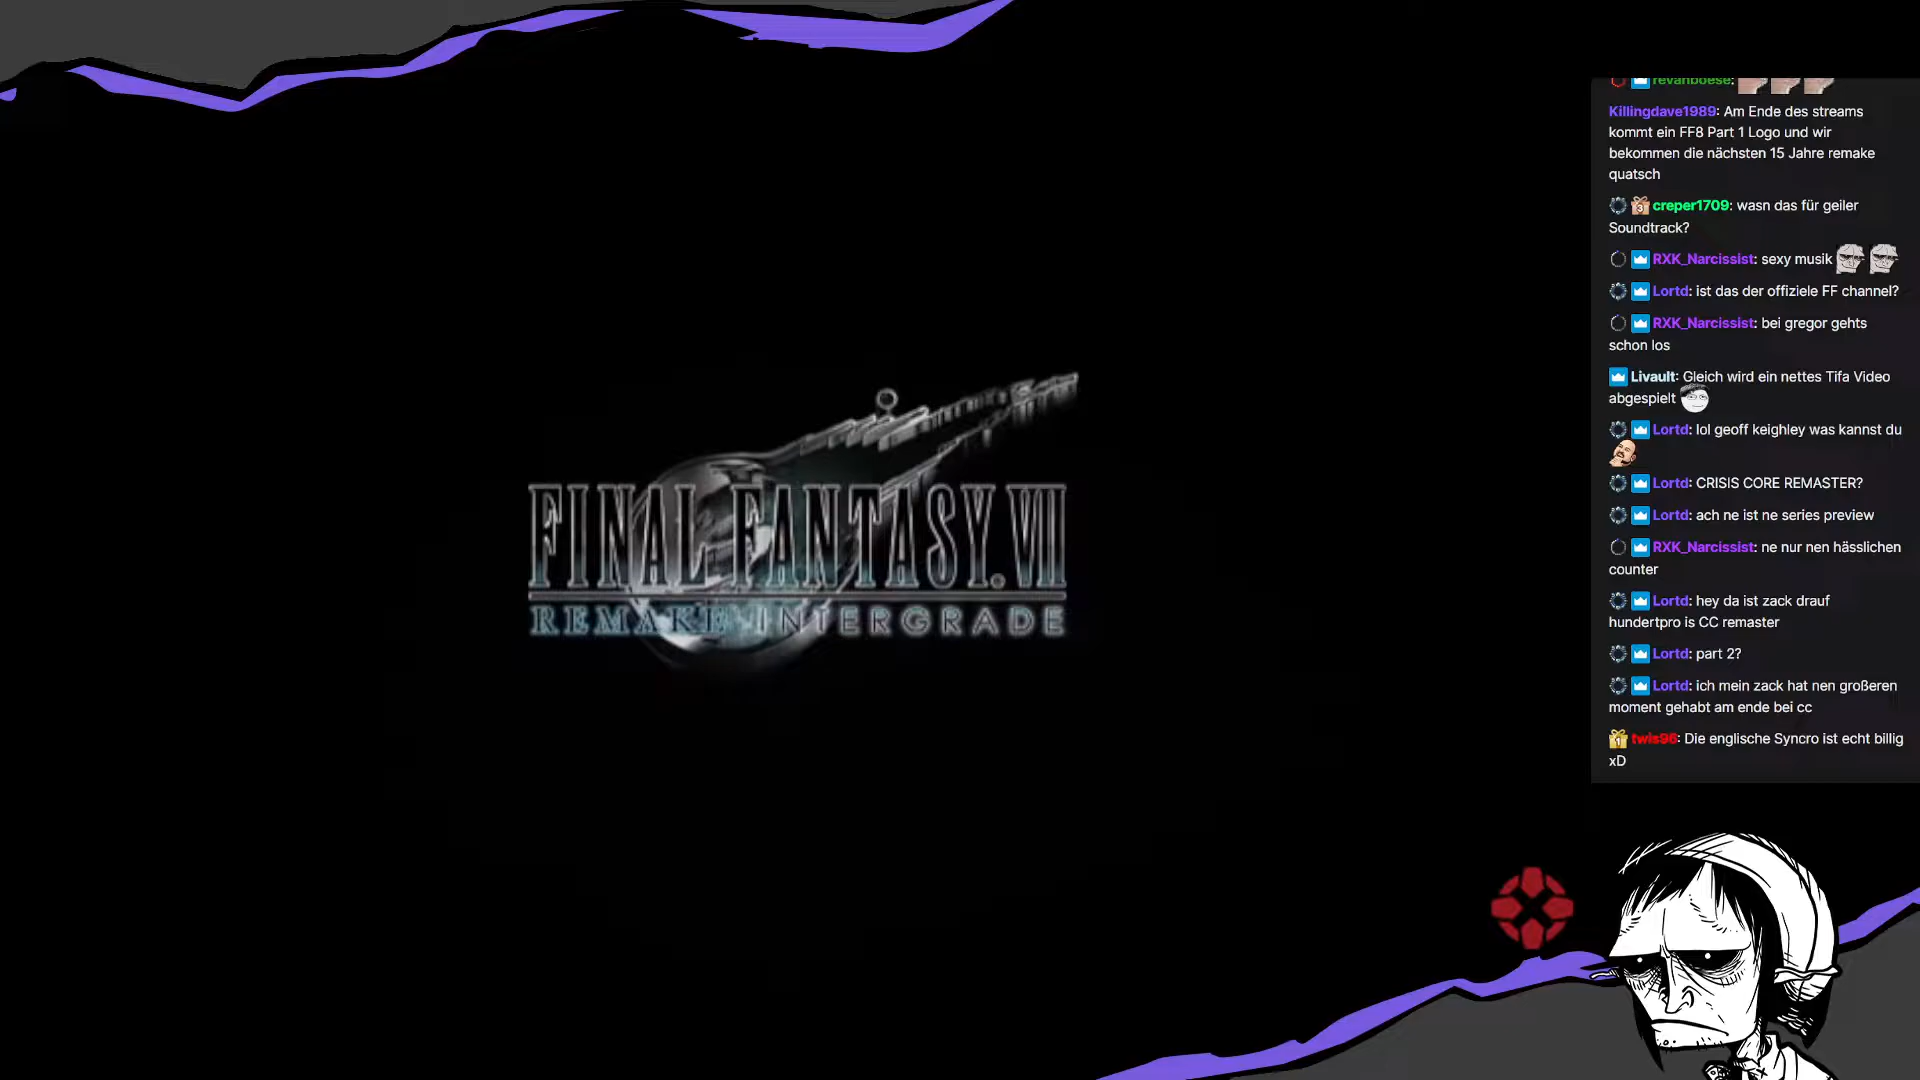 FINAL FANTASY VII
REMAKE INTERGRADE
revanboese:
Killingdave1989: Am Ende des streams
kommt ein FF8 Part 1 Logo und wir
bekommen die nächsten 15 Jahre remake
quatsch
creper1709: wasn das für geiler
Soundtrack?
RXK_Narcissist: sexy musik
Lortd: ist das der offiziele FF channel?
RXK_Narcissist: bei gregor gehts
schon los
Livault: Gleich wird ein nettes Tifa Video
abgespielt
Lortd: lol geoff keighley was kannst du
Lortd: CRISIS CORE REMASTER?
Lortd: ach ne ist ne series preview
RXK_Narcissist: ne nur nen hässlichen
counter
Lortd: hey da ist zack drauf
hundertpro is CC remaster
Lortd: part 2?
Lortd: ich mein zack hat nen großeren
moment gehabt am ende bei cc
twis96: Die englische Syncro ist echt billig
xD